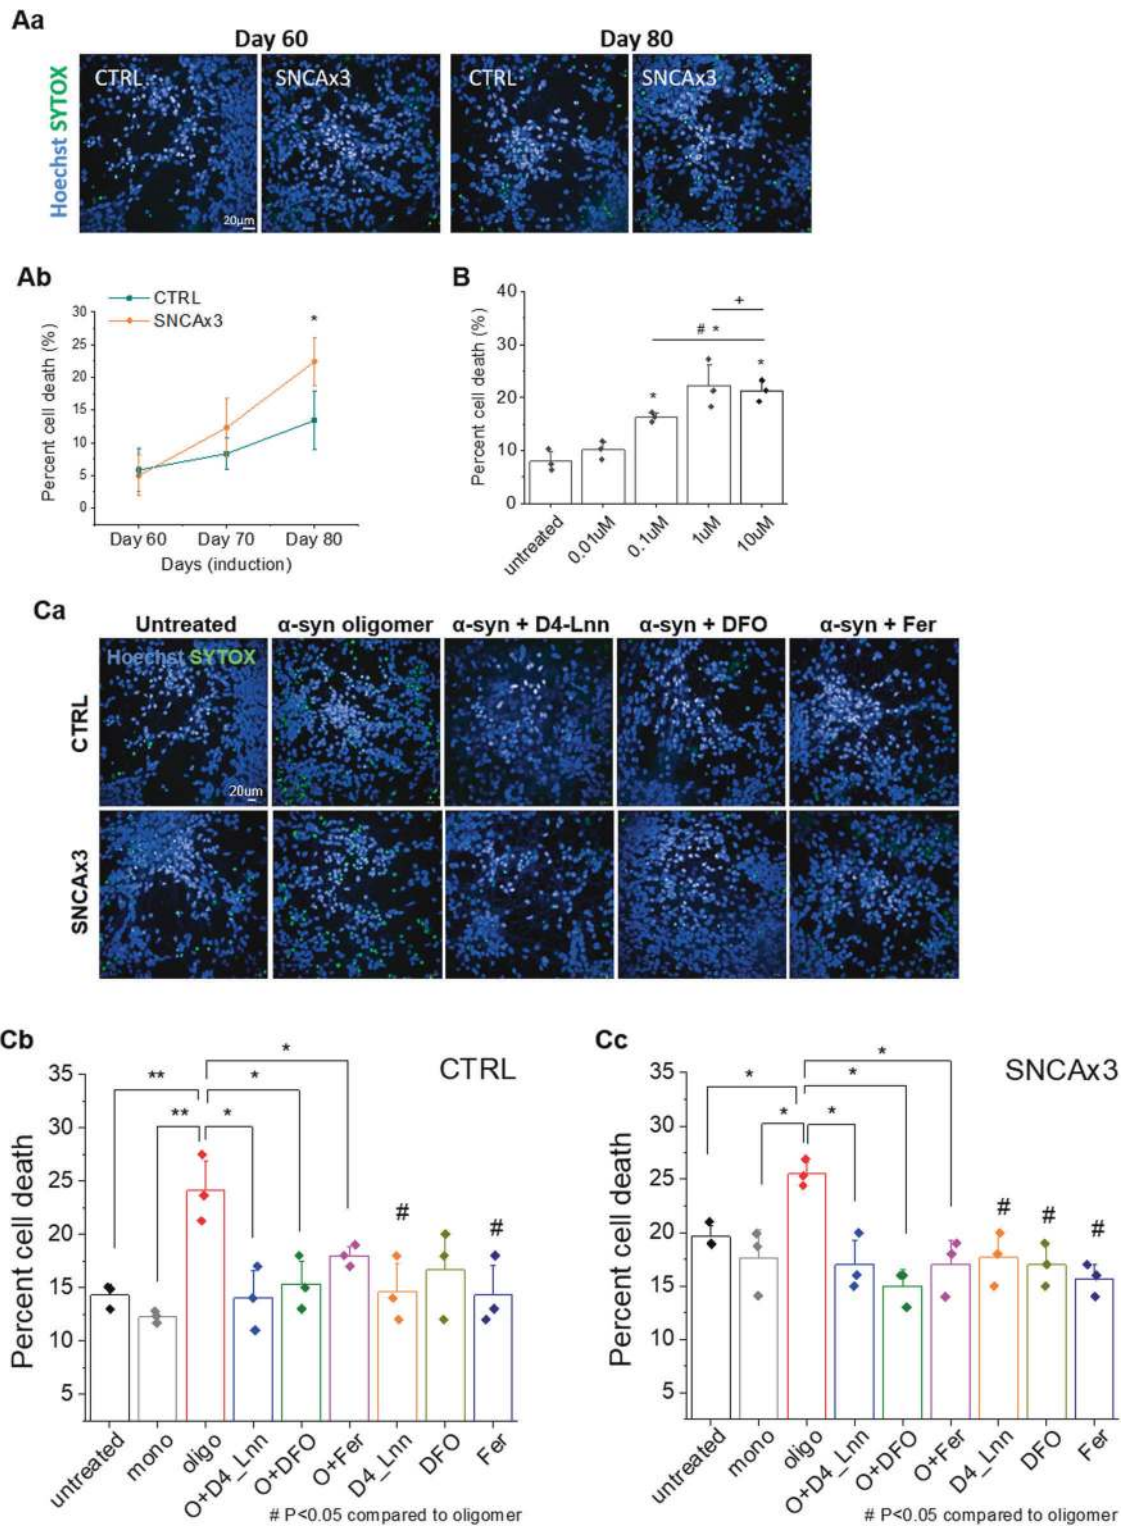 Aa
Day 60
Day 80
Hoechst SYTOX
CTRL
SNCAx3
CTRL
SNCAx3
20μm
Ab
CTRL
SNCAx3
Percent cell death (%)
30
25
20
15
10
5
0
*
Day 60
Day 70
Day 80
Days (induction)
B
Percent cell death (%)
40
30
20
10
0
+
# *
*
*
untreated
0.01uM
0.1uM
1uM
10uM
Ca
Untreated
α-syn oligomer
α-syn + D4-Lnn
α-syn + DFO
α-syn + Fer
CTRL
Hoechst SYTOX
20um
SNCAx3
Cb
CTRL
Percent cell death
35
30
25
20
15
10
5
*
**
*
**
*
#
#
untreated
mono
oligo
O+D4_Lnn
O+DFO
O+Fer
D4_Lnn
DFO
Fer
# P<0.05 compared to oligomer
Cc
SNCAx3
Percent cell death
35
30
25
20
15
10
5
*
*
*
*
*
#
#
#
untreated
mono
oligo
O+D4_Lnn
O+DFO
O+Fer
D4_Lnn
DFO
Fer
# P<0.05 compared to oligomer